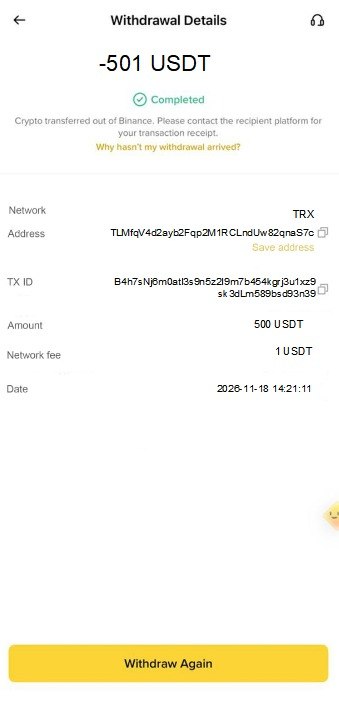 Withdrawal Details
-501 USDT
Completed
Crypto transferred out of Binance. Please contact the recipient platform for
your transaction receipt.
Why hasn't my withdrawal arrived?
Network TRX
Address TLMfqV4d2ayb2Fqp2M1RCLndUw82qnaS7c
Save address
TX ID B4h7sNj6m0atl3s9n5z2l9m7b454kgrj3u1xz9
sk3dLm589bsd93n39
Amount 500 USDT
Network fee 1 USDT
Date 2026-11-18 14:21:11
Withdraw Again